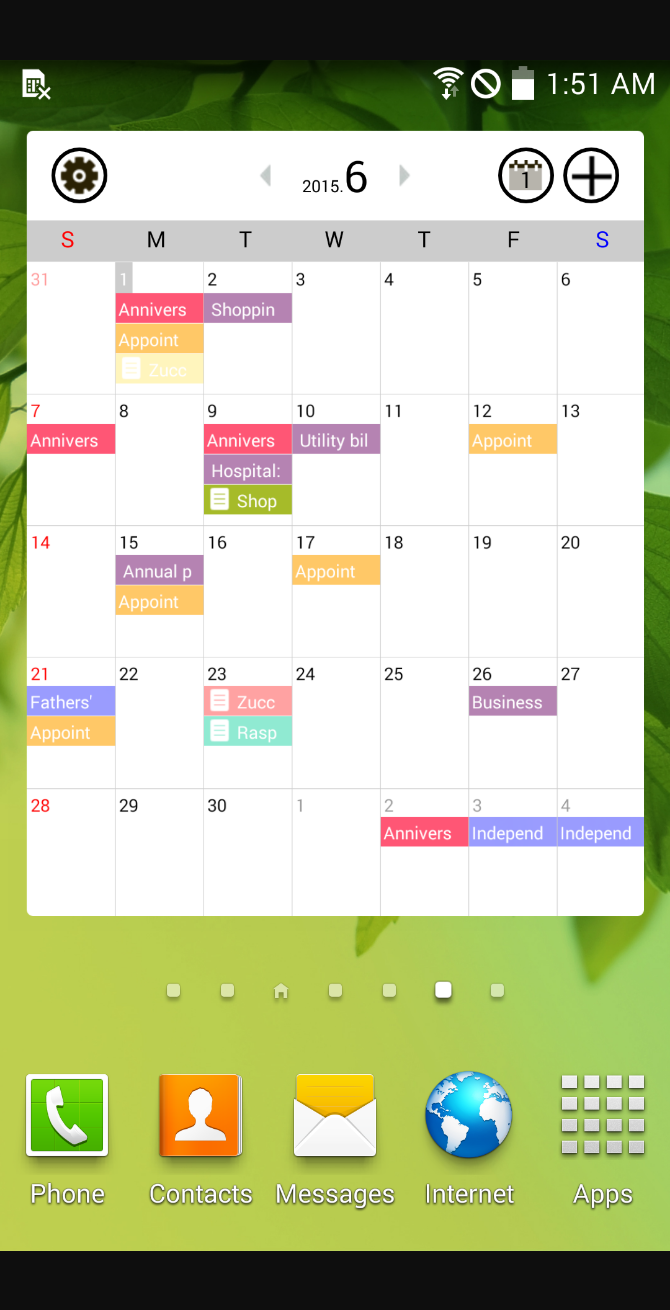 1:51 AM
2015.6
1
S M T W T F S
31 1 2 3 4 5 6
Annivers Shoppin
Appoint
Zucc
7 8 9 10 11 12 13
Annivers Annivers Utility bil Appoint
Hospital:
Shop
14 15 16 17 18 19 20
Annual p Appoint
Appoint
21 22 23 24 25 26 27
Fathers' Zucc Business
Appoint Rasp
28 29 30 1 2 3 4
Annivers Independ Independ
Phone Contacts Messages Internet Apps